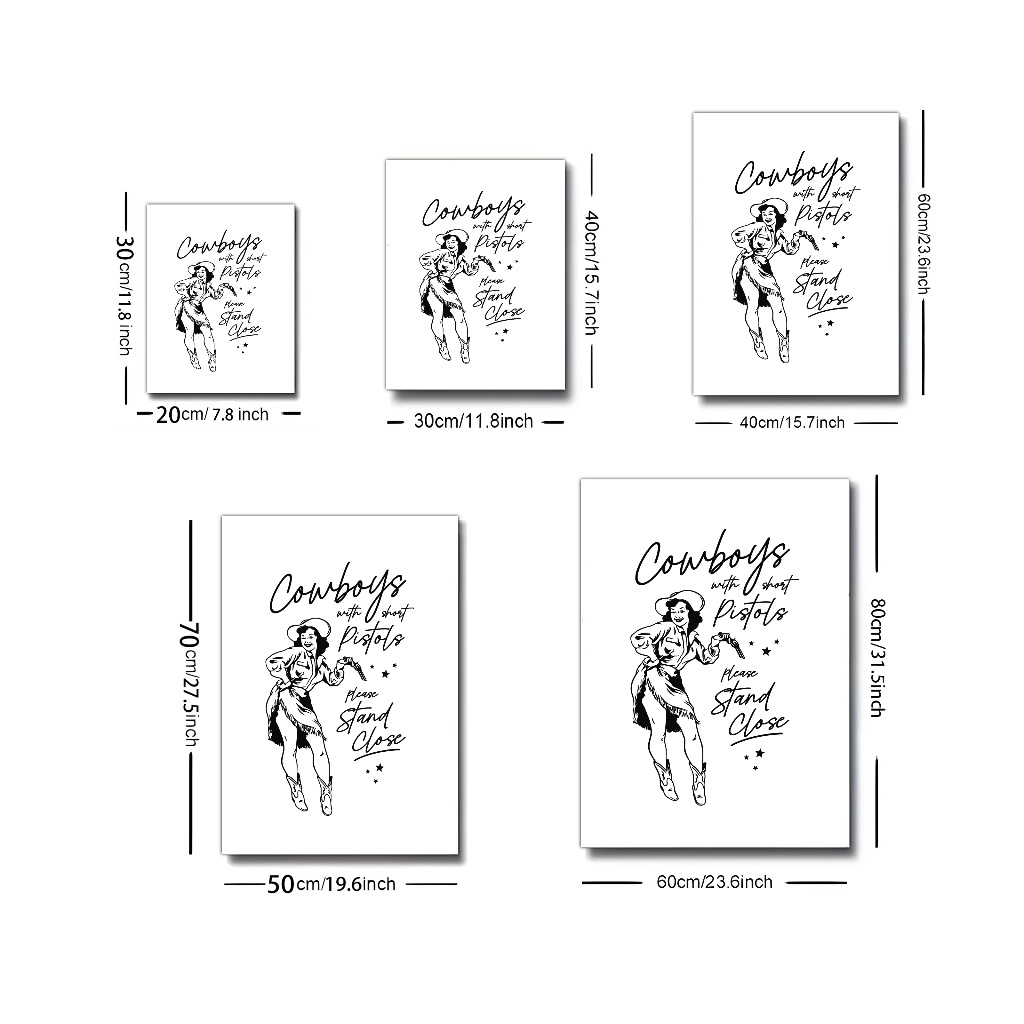 Cowboys
with short
Pistols
Please
Stand
Close
30cm/11.8 inch
20cm/7.8 inch
Cowboys
with short
Pistols
Please
Stand
Close
40cm/15.7inch
30cm/11.8inch
Cowboys
with short
Pistols
Please
Stand
Close
60cm/23.6inch
40cm/15.7inch
Cowboys
with short
Pistols
Please
Stand
Close
70cm/27.5inch
50cm/19.6inch
Cowboys
with short
Pistols
Please
Stand
Close
80cm/31.5inch
60cm/23.6inch